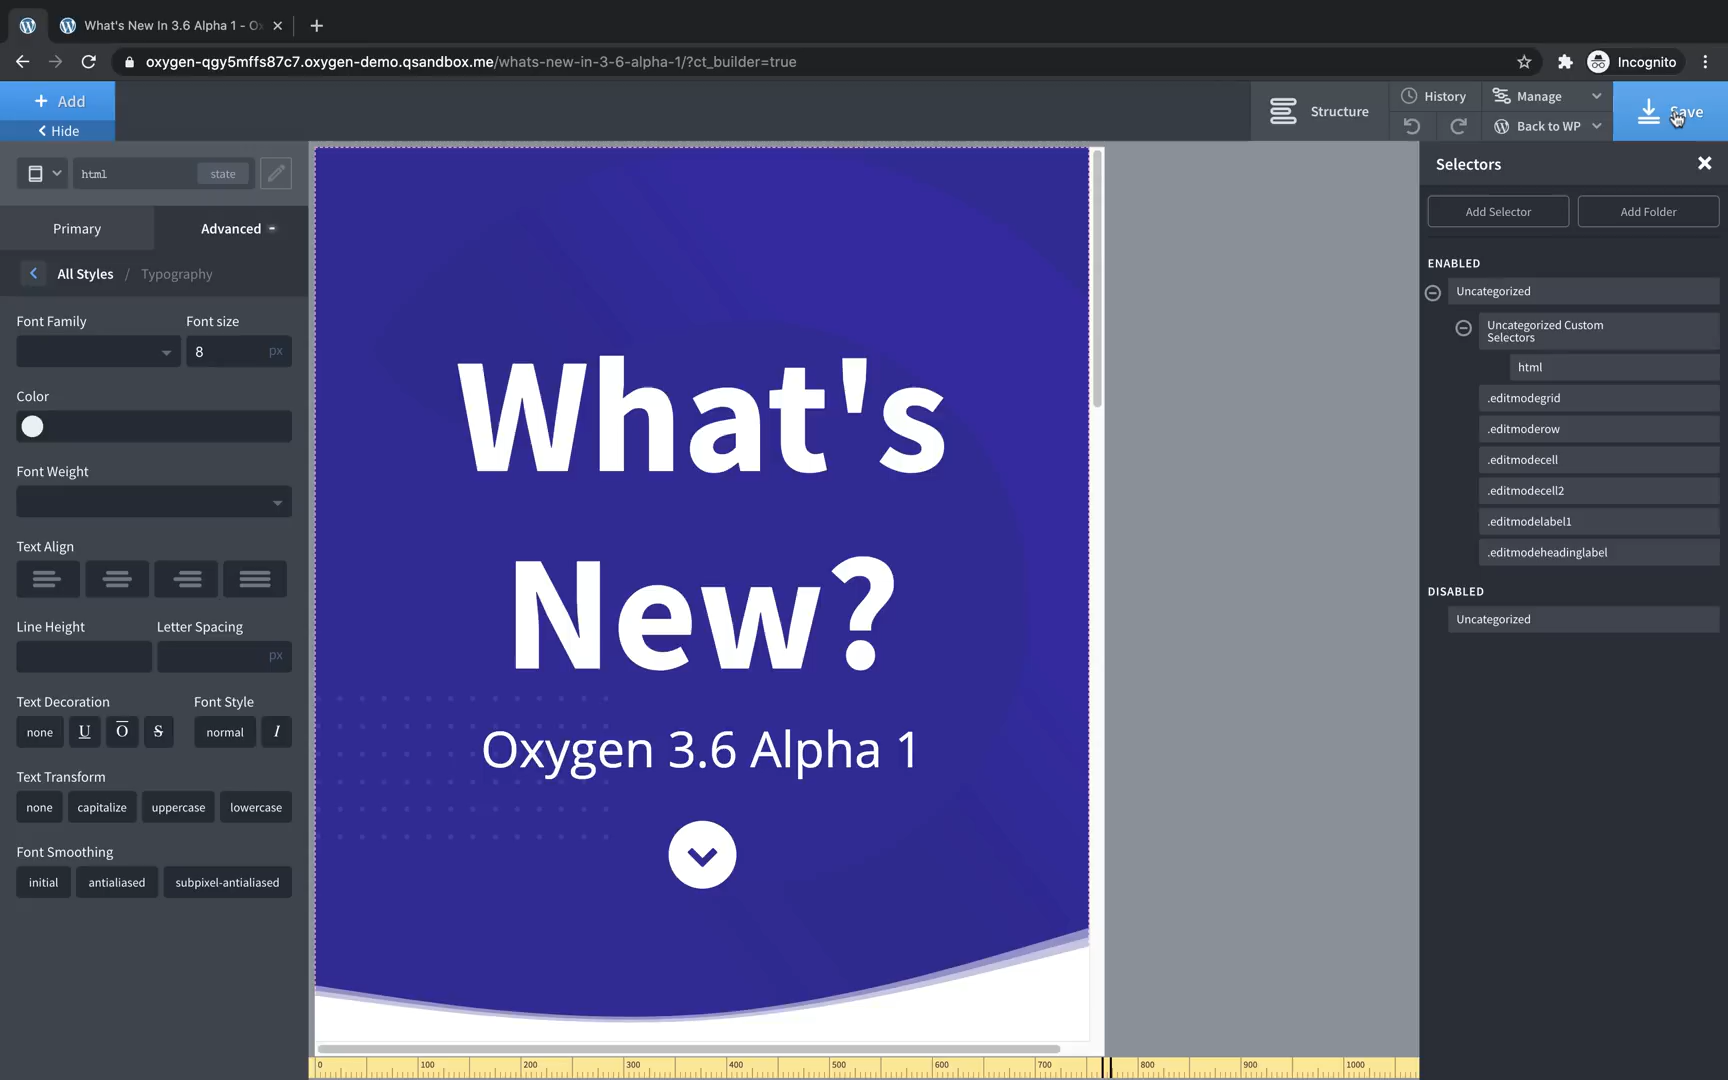 What's New In 3.6 Alpha 1 - Ox
oxygen-qgy5mffs87c7.oxygen-demo.qsandbox.me/whats-new-in-3-6-alpha-1/?ct_builder=true
Incognito
+ Add
Hide
Structure
History
Manage
Back to WP
Save
html
state
Primary
Advanced
All Styles / Typography
Font Family
Font size
8
px
Color
Font Weight
Text Align
Line Height
Letter Spacing
px
Text Decoration
Font Style
none
U
O
S
normal
I
Text Transform
none
capitalize
uppercase
lowercase
Font Smoothing
initial
antialiased
subpixel-antialiased
What's
New?
Oxygen 3.6 Alpha 1
0
100
200
300
400
500
600
700
800
900
1000
Selectors
Add Selector
Add Folder
ENABLED
Uncategorized
Uncategorized Custom
Selectors
html
.editmodegrid
.editmoderow
.editmodecell
.editmodecell2
.editmodelabel1
.editmodeheadinglabel
DISABLED
Uncategorized